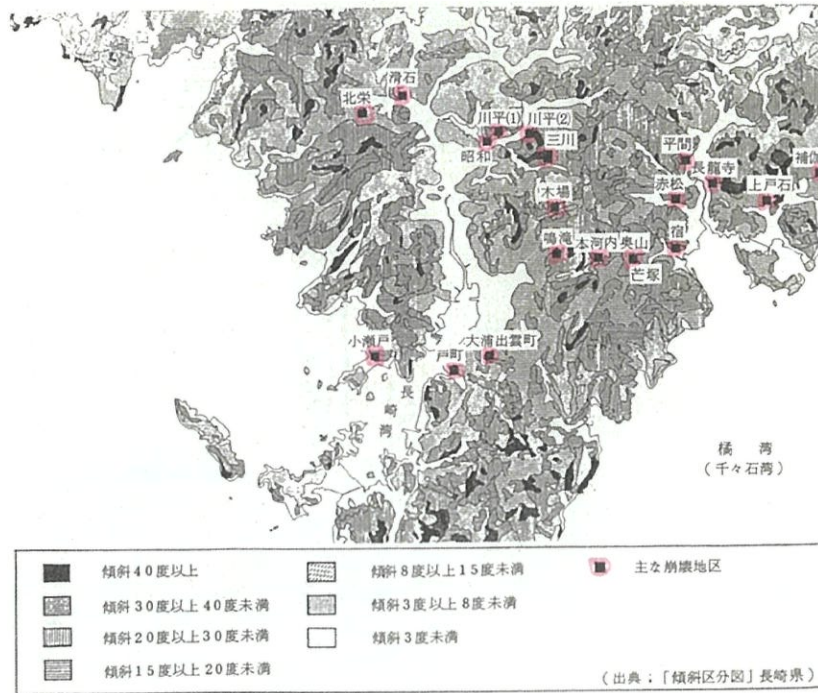 滑石
北栄
川平(1)
川平(2)
昭和
三川
平間
長龍寺
補伽
木場
赤松
上戸石
鳴滝
本河内
奥山
宿
芒塚
小瀬戸
大浦出雲町
戸町
長崎湾
橘湾
(千々石湾)
傾斜40度以上
傾斜8度以上15度未満
主な崩壊地区
傾斜30度以上40度未満
傾斜3度以上8度未満
傾斜20度以上30度未満
傾斜3度未満
傾斜15度以上20度未満
(出典;「傾斜区分図」長崎県)